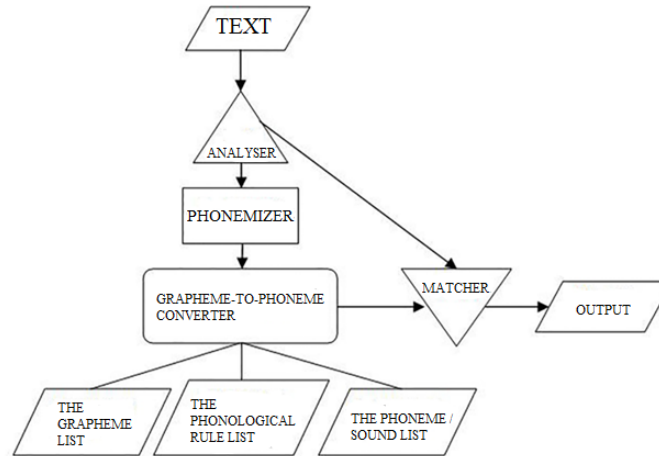 TEXT
ANALYSER
PHONEMIZER
GRAPHEME-TO-PHONEME
CONVERTER
MATCHER
OUTPUT
THE
GRAPHEME
LIST
THE
PHONOLOGICAL
RULE LIST
THE PHONEME /
SOUND LIST